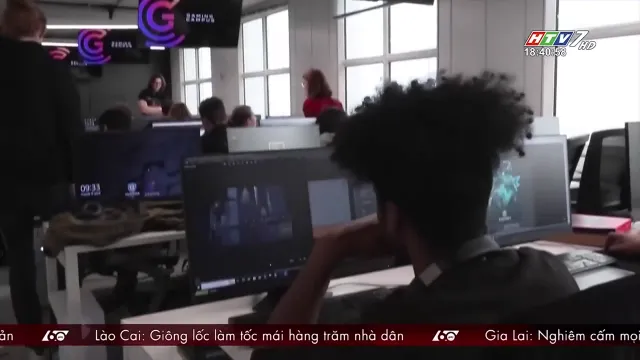 GAMING
CAMPUS
HTV7 HD
18:40:56
09:33
ản
Lào Cai: Giông lốc làm tốc mái hàng trăm nhà dân
Gia Lai: Nghiêm cấm mọi